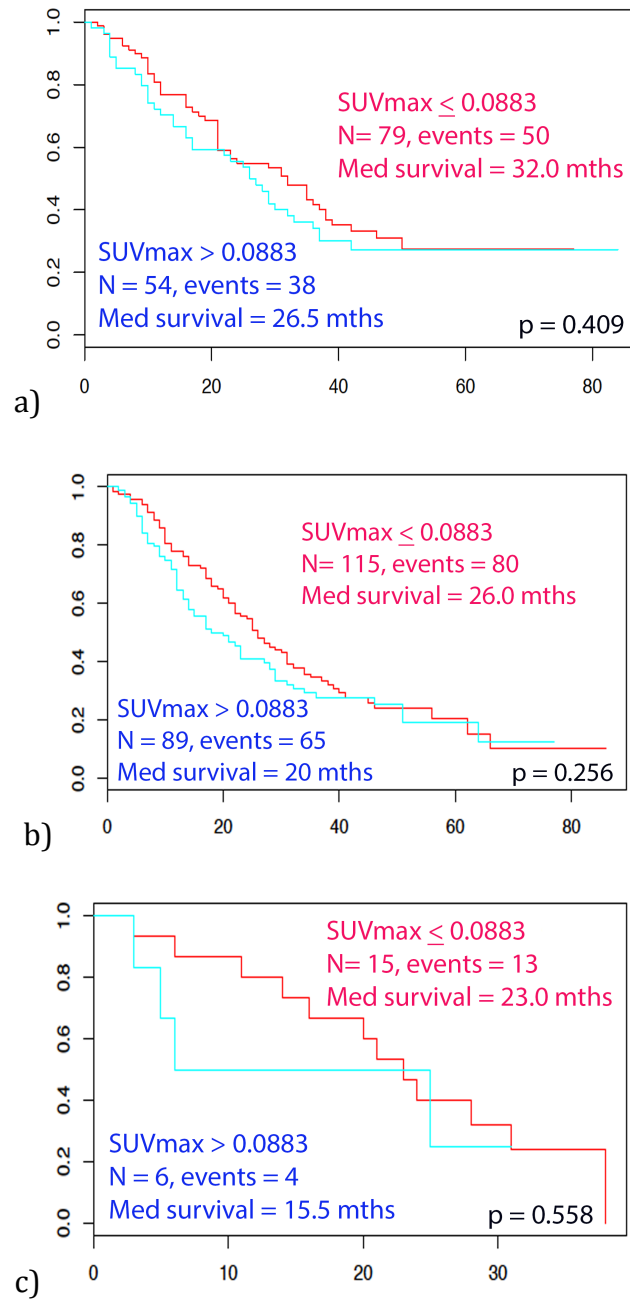 1.0
0.8
0.6
0.4
0.2
0.0
SUVmax ≤ 0.0883
N= 79, events = 50
Med survival = 32.0 mths
SUVmax > 0.0883
N = 54, events = 38
Med survival = 26.5 mths
p = 0.409
0 20 40 60 80
a)
1.0
0.8
0.6
0.4
0.2
0.0
SUVmax ≤ 0.0883
N= 115, events = 80
Med survival = 26.0 mths
SUVmax > 0.0883
N = 89, events = 65
Med survival = 20 mths
p = 0.256
0 20 40 60 80
b)
1.0
0.8
0.6
0.4
0.2
0.0
SUVmax ≤ 0.0883
N= 15, events = 13
Med survival = 23.0 mths
SUVmax > 0.0883
N = 6, events = 4
Med survival = 15.5 mths
p = 0.558
0 10 20 30
c)